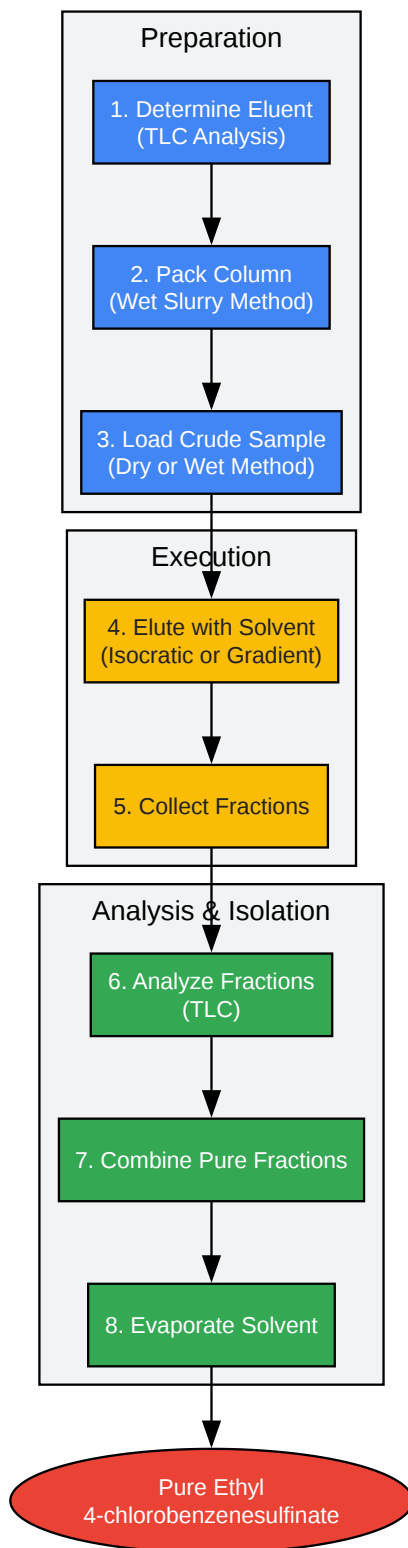 Preparation
1. Determine Eluent
(TLC Analysis)
2. Pack Column
(Wet Slurry Method)
3. Load Crude Sample
(Dry or Wet Method)
Execution
4. Elute with Solvent
(Isocratic or Gradient)
5. Collect Fractions
Analysis & Isolation
6. Analyze Fractions
(TLC)
7. Combine Pure Fractions
8. Evaporate Solvent
Pure Ethyl
4-chlorobenzenesulfinate